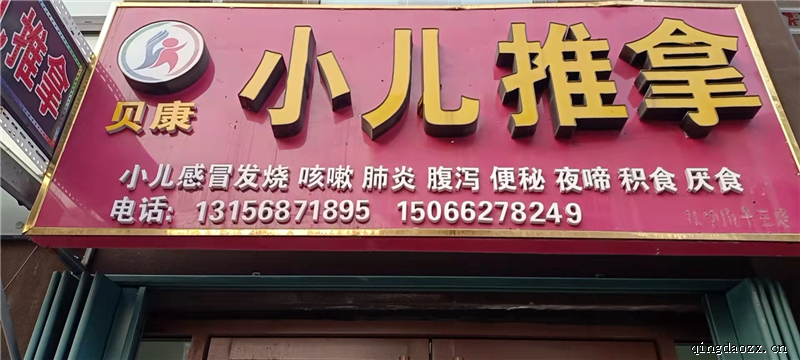 推拿
贝康
小儿推拿
小儿感冒发烧 咳嗽 肺炎 腹泻 便秘 夜啼 积食 厌食
电话: 13156871895 15066278249
qingdaozx.cn